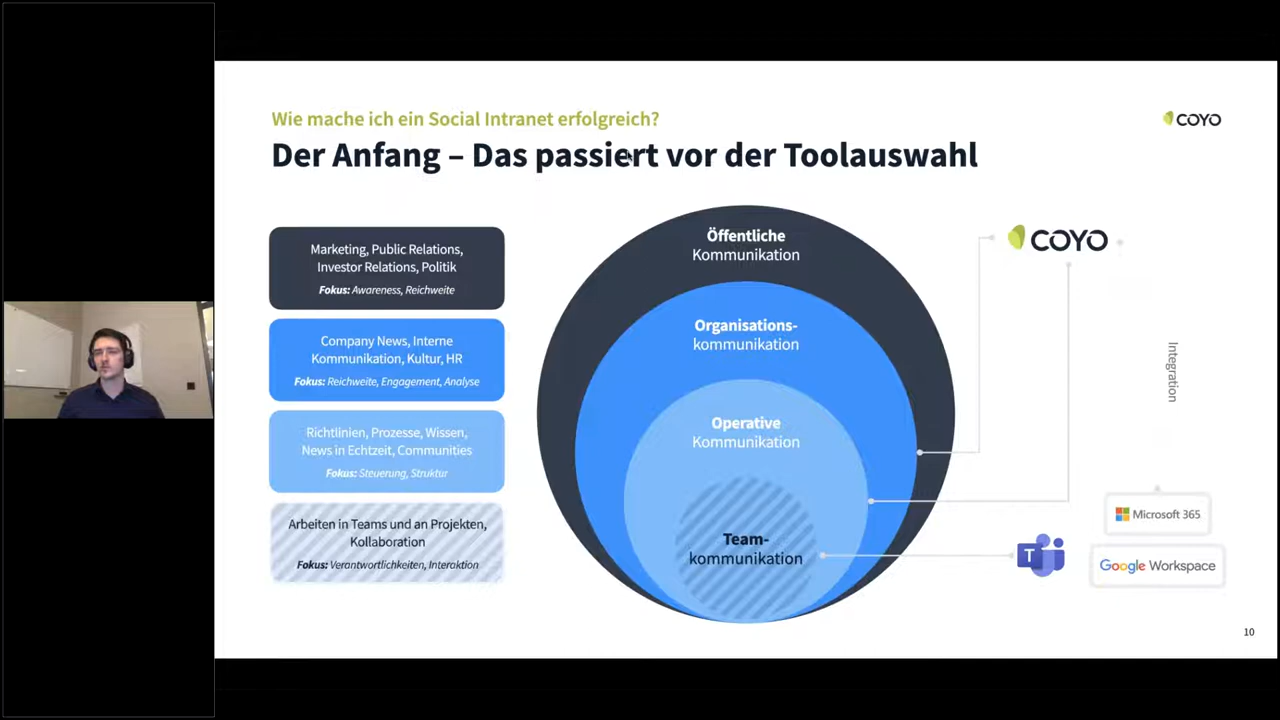 Wie mache ich ein Social Intranet erfolgreich?
Der Anfang – Das passiert vor der Toolauswahl
COYO
Marketing, Public Relations,
Investor Relations, Politik
Fokus: Awareness, Reichweite
Company News, Interne
Kommunikation, Kultur, HR
Fokus: Reichweite, Engagement, Analyse
Richtlinien, Prozesse, Wissen,
News in Echtzeit, Communities
Fokus: Steuerung, Struktur
Arbeiten in Teams und an Projekten,
Kollaboration
Fokus: Verantwortlichkeiten, Interaktion
Öffentliche
Kommunikation
Organisations-
kommunikation
Operative
Kommunikation
Team-
kommunikation
COYO
Integration
Microsoft 365
T
Google Workspace
10